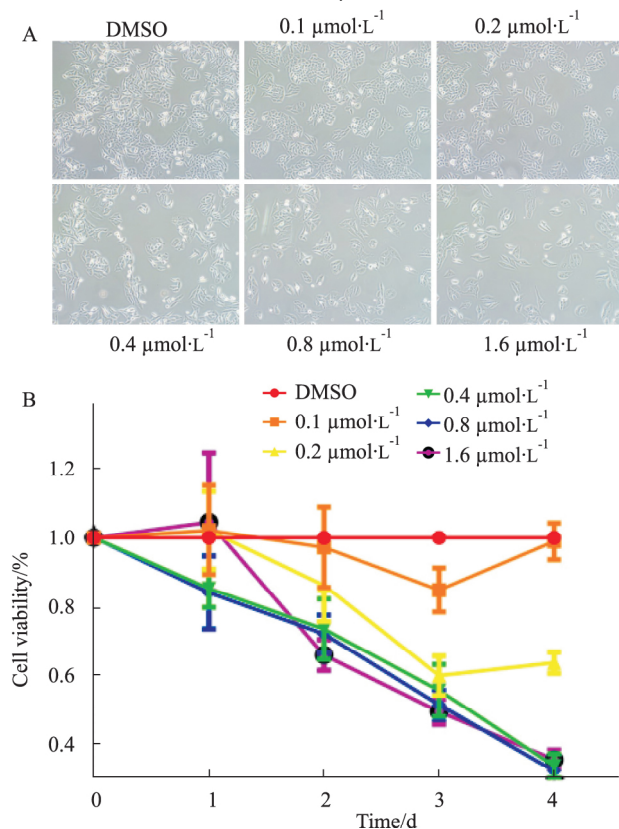 A
DMSO
0.1 µmol·L⁻¹
0.2 µmol·L⁻¹
0.4 µmol·L⁻¹
0.8 µmol·L⁻¹
1.6 µmol·L⁻¹
B
DMSO
0.1 µmol·L⁻¹
0.2 µmol·L⁻¹
0.4 µmol·L⁻¹
0.8 µmol·L⁻¹
1.6 µmol·L⁻¹
Cell viability/%
1.2
1.0
0.8
0.6
0.4
0 1 2 3 4
Time/d